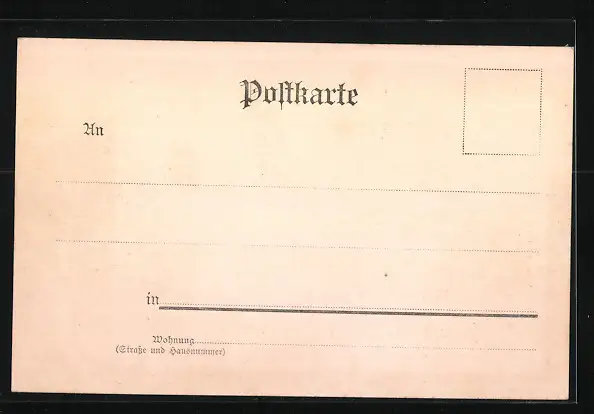 Postkarte
An
in
Wohnung
(Straße und Hausnummer)